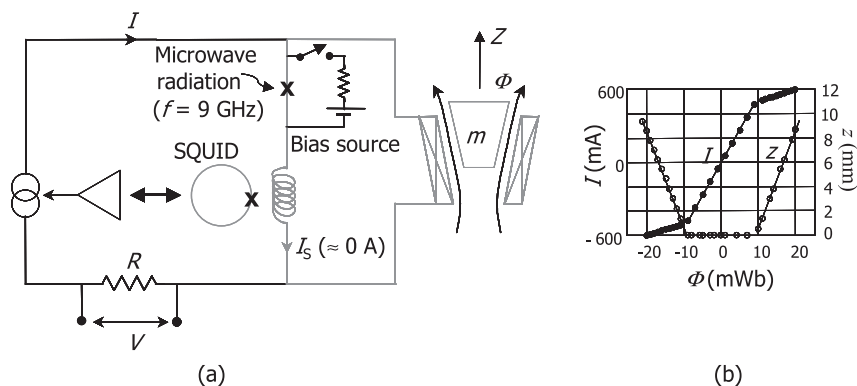 I
Microwave
radiation
(f = 9 GHz)
Bias source
SQUID
I_S (≈ 0 A)
R
V
Z
Φ
m
(a)
600
0
- 600
I (mA)
I
z
12
10
8
6
4
2
0
z (mm)
-20 -10 0 10 20
Φ (mWb)
(b)